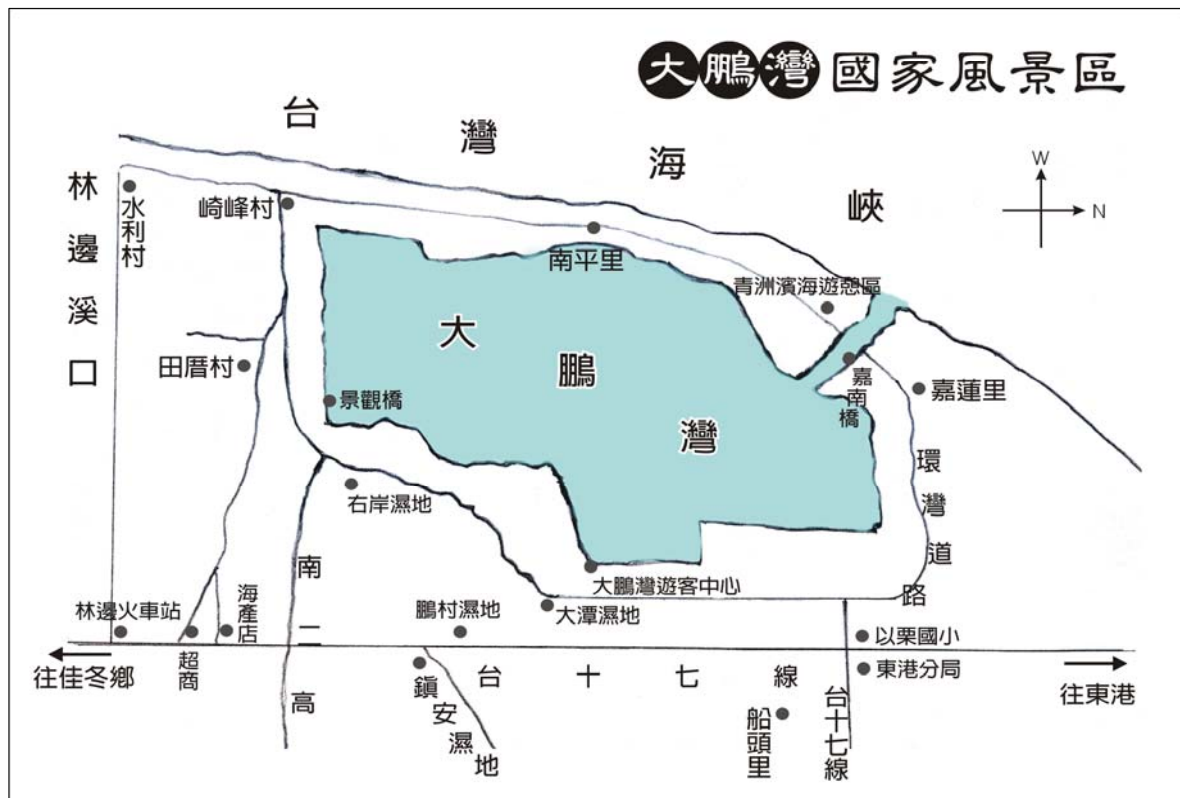 大鵬灣國家風景區
台灣海峽
W
N
林邊溪口
水利村
崎峰村
南平里
青洲濱海遊憩區
大鵬灣
田厝村
景觀橋
嘉南橋
嘉蓮里
環灣道路
右岸濕地
大鵬灣遊客中心
大潭濕地
鵬村濕地
林邊火車站
超商
海產店
南二高
以栗國小
東港分局
往佳冬鄉
鎮安濕地
台十七線
船頭里
台十七線
往東港